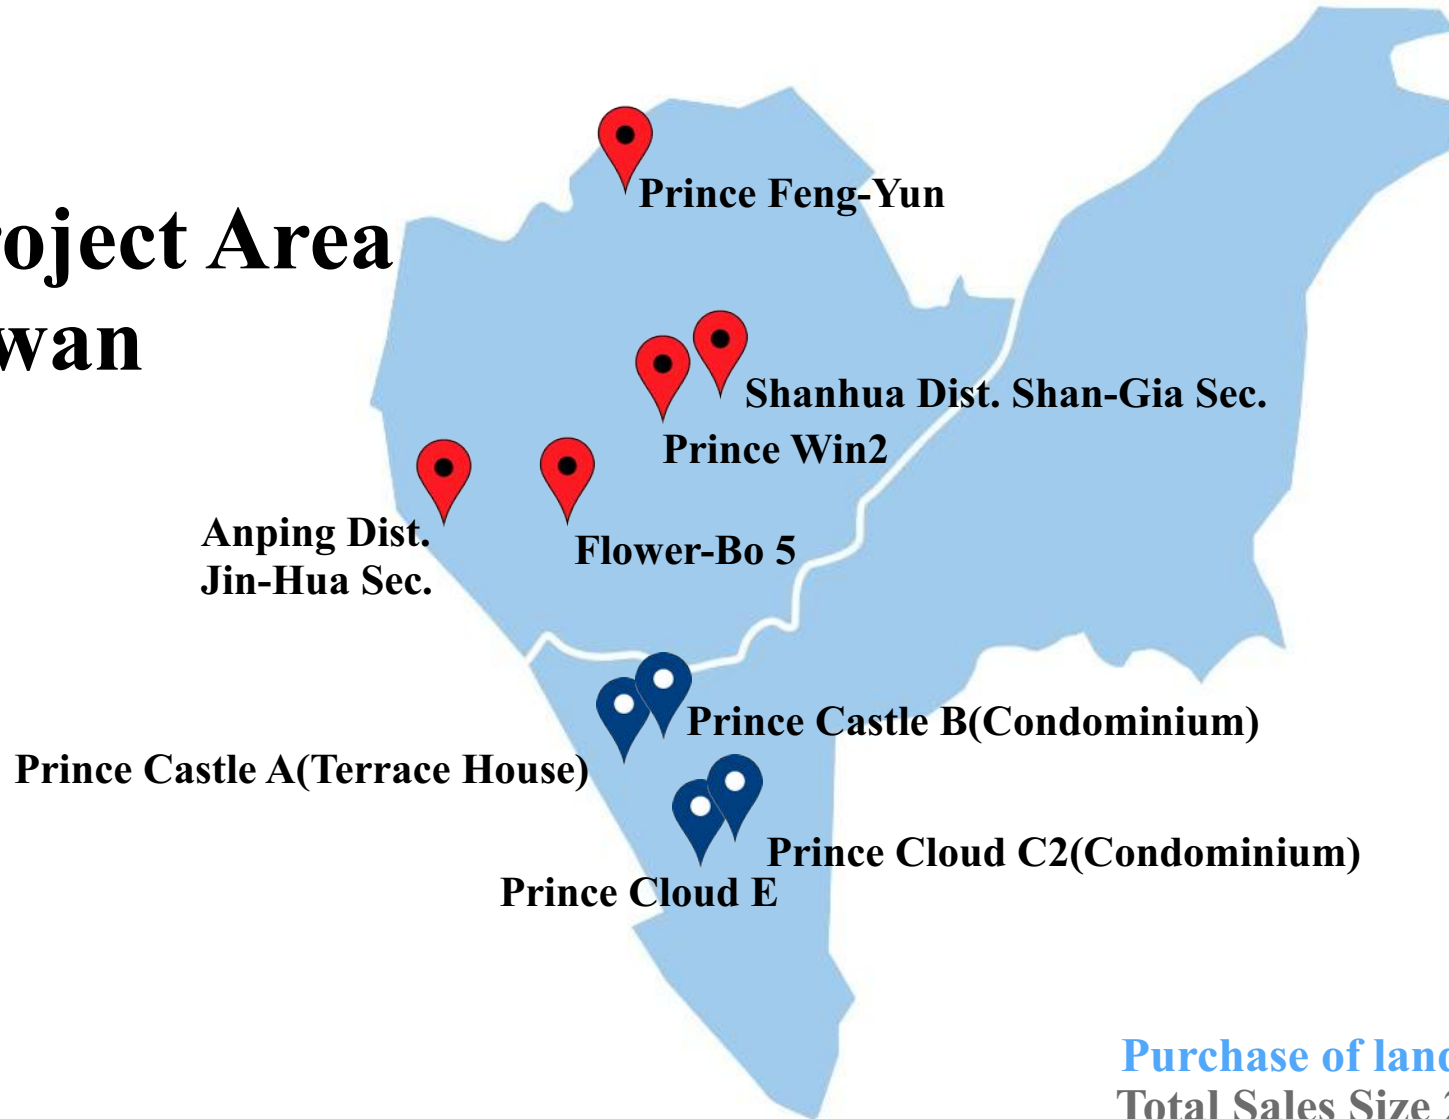 oject Area
wan
Prince Feng-Yun
Shanhua Dist. Shan-Gia Sec.
Prince Win2
Anping Dist.
Jin-Hua Sec.
Flower-Bo 5
Prince Castle B(Condominium)
Prince Castle A(Terrace House)
Prince Cloud C2(Condominium)
Prince Cloud E
Purchase of land
Total Sales Size